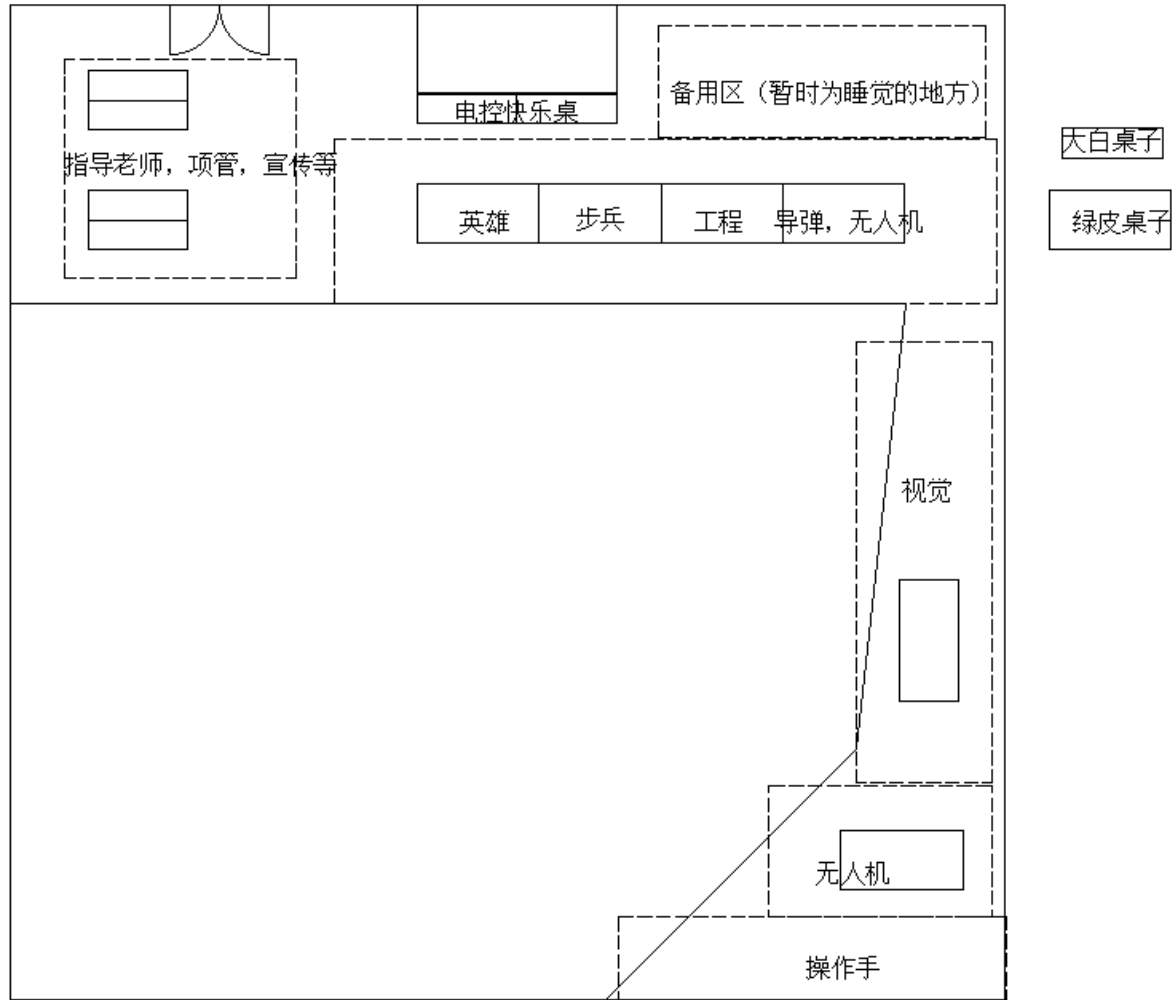 备用区（暂时为睡觉的地方）
电控快乐桌
大白桌子
指导老师，项管，宣传等
英雄
步兵
工程
导弹，无人机
绿皮桌子
视觉
无人机
操作手